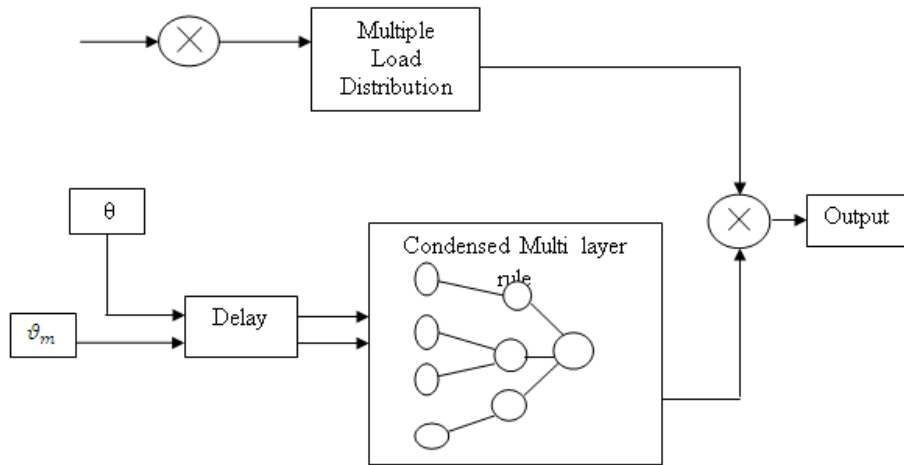 Multiple
Load
Distribution
θ
Output
Condensed Multi layer
rule
Delay
ϑm